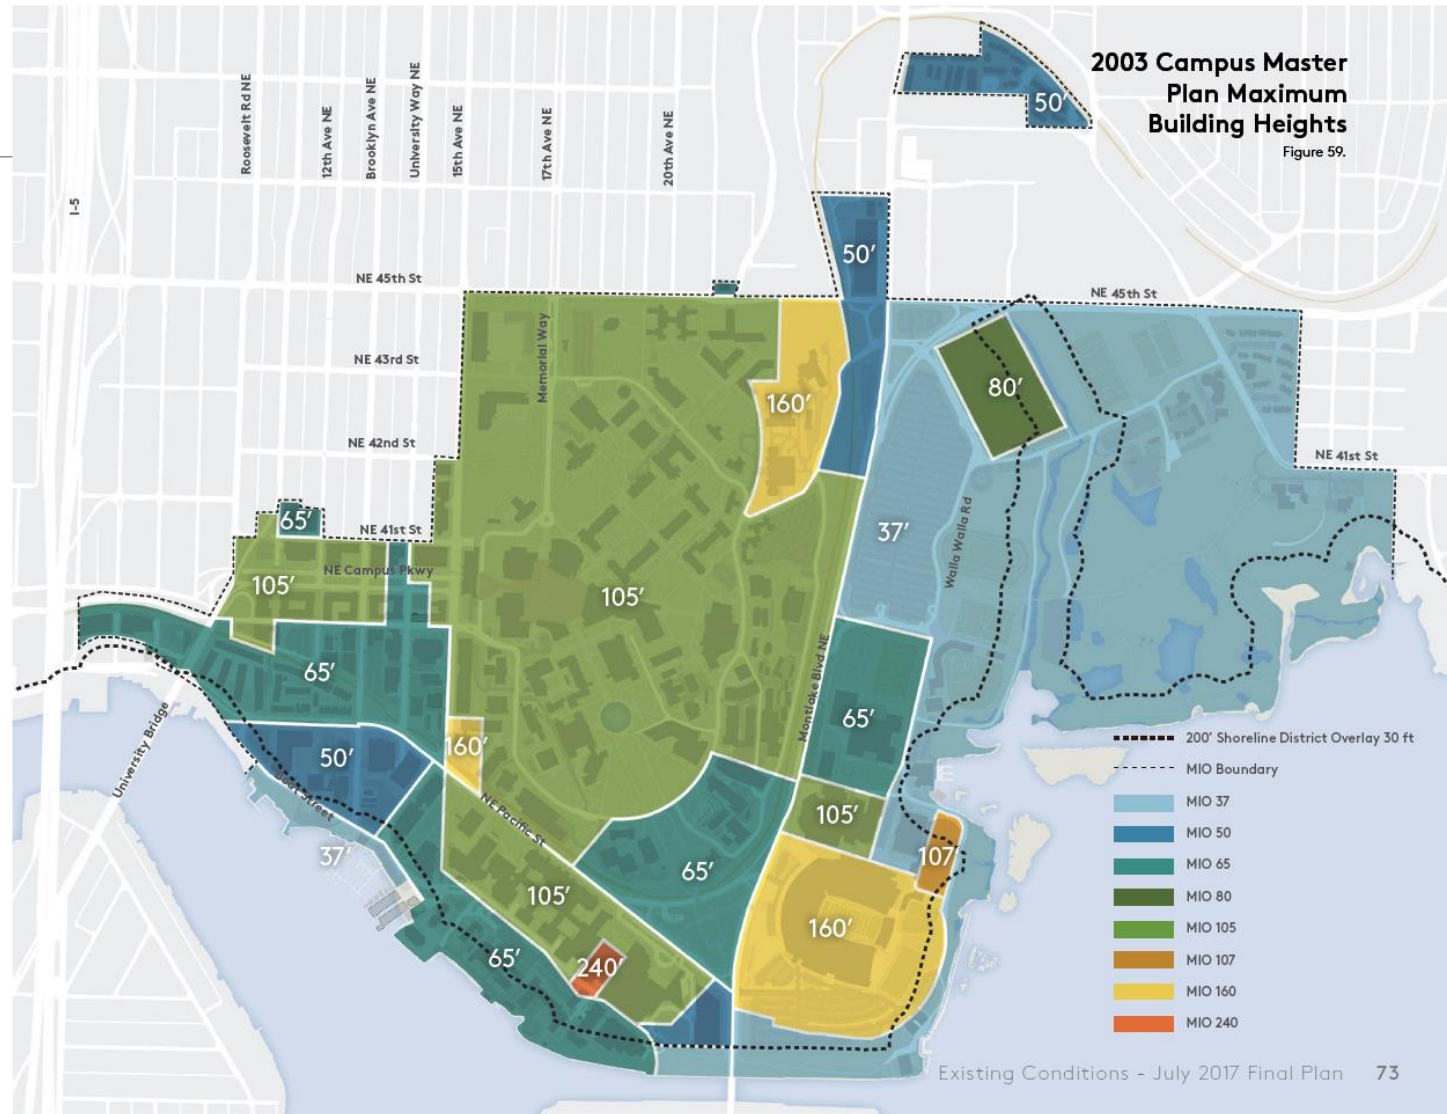 2003 Campus Master
Plan Maximum
Building Heights
Figure 59.
50'
I-5
Roosevelt Rd NE
12th Ave NE
Brooklyn Ave NE
University Way NE
15th Ave NE
17th Ave NE
20th Ave NE
50'
NE 45th St
NE 45th St
NE 43rd St
Memorial Way
160'
80'
NE 42nd St
NE 41st St
65'
NE 41st St
37'
Walla Walla Rd
NE Campus Pkwy
105'
105'
65'
Montlake Blvd NE
65'
University Bridge
50'
160'
Boat Street
NE Pacific St
105'
37'
65'
107'
105'
160'
65'
240'
200' Shoreline District Overlay 30 ft
MIO Boundary
MIO 37
MIO 50
MIO 65
MIO 80
MIO 105
MIO 107
MIO 160
MIO 240
Existing Conditions - July 2017 Final Plan 73